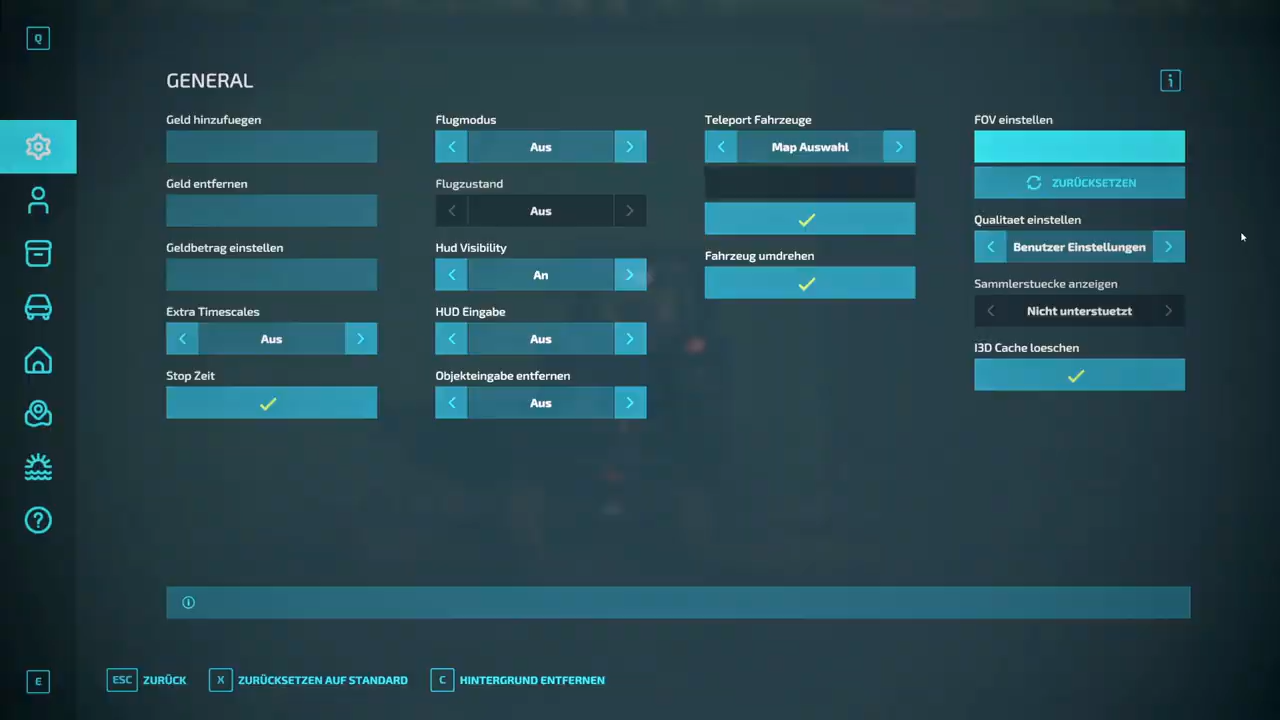 Q
GENERAL
Geld hinzufuegen
Geld entfernen
Geldbetrag einstellen
Extra Timescales
Aus
Stop Zeit
Flugmodus
Aus
Flugzustand
Aus
Hud Visibility
An
HUD Eingabe
Aus
Objekteingabe entfernen
Aus
Teleport Fahrzeuge
Map Auswahl
Fahrzeug umdrehen
FOV einstellen
ZURÜCKSETZEN
Qualitaet einstellen
Benutzer Einstellungen
Sammlerstuecke anzeigen
Nicht unterstuetzt
I3D Cache loeschen
E
ESC ZURÜCK X ZURÜCKSETZEN AUF STANDARD C HINTERGRUND ENTFERNEN